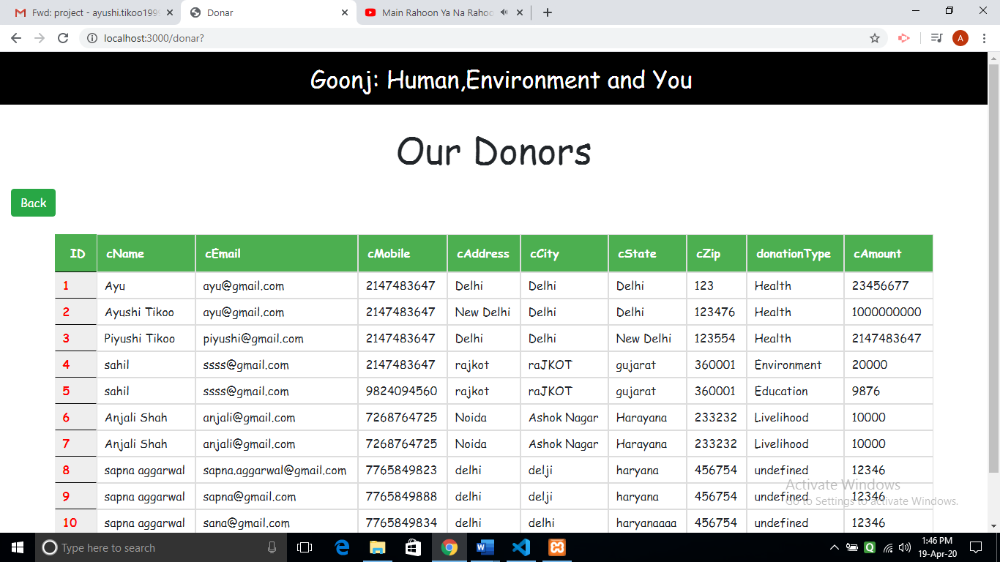 Fwd: project - ayushi.tikoo199
Donar
Main Rahoon Ya Na Rahoo
localhost:3000/donar?
A
Goonj: Human,Environment and You
Our Donors
Back
ID cName cEmail cMobile cAddress cCity cState cZip donationType cAmount
1 Ayu ayu@gmail.com 2147483647 Delhi Delhi Delhi 123 Health 23456677
2 Ayushi Tikoo ayu@gmail.com 2147483647 New Delhi Delhi Delhi 123476 Health 1000000000
3 Piyushi Tikoo piyushi@gmail.com 2147483647 Delhi Delhi New Delhi 123554 Health 2147483647
4 sahil ssss@gmail.com 2147483647 rajkot raJKOT gujarat 360001 Environment 20000
5 sahil ssss@gmail.com 9824094560 rajkot raJKOT gujarat 360001 Education 9876
6 Anjali Shah anjali@gmail.com 7268764725 Noida Ashok Nagar Harayana 233232 Livelihood 10000
7 Anjali Shah anjali@gmail.com 7268764725 Noida Ashok Nagar Harayana 233232 Livelihood 10000
8 sapna aggarwal sapna.aggarwal@gmail.com 7765849823 delhi delji haryana 456754 undefined 12346
9 sapna aggarwal sapna@gmail.com 7765849888 delhi delji haryana 456754 undefined 12346
10 sapna aggarwal sana@gmail.com 7765849834 delhi delhi haryanaaaa 456754 undefined 12346
Activate Windows
Go to Settings to activate Windows.
Type here to search
1:46 PM
19-Apr-20